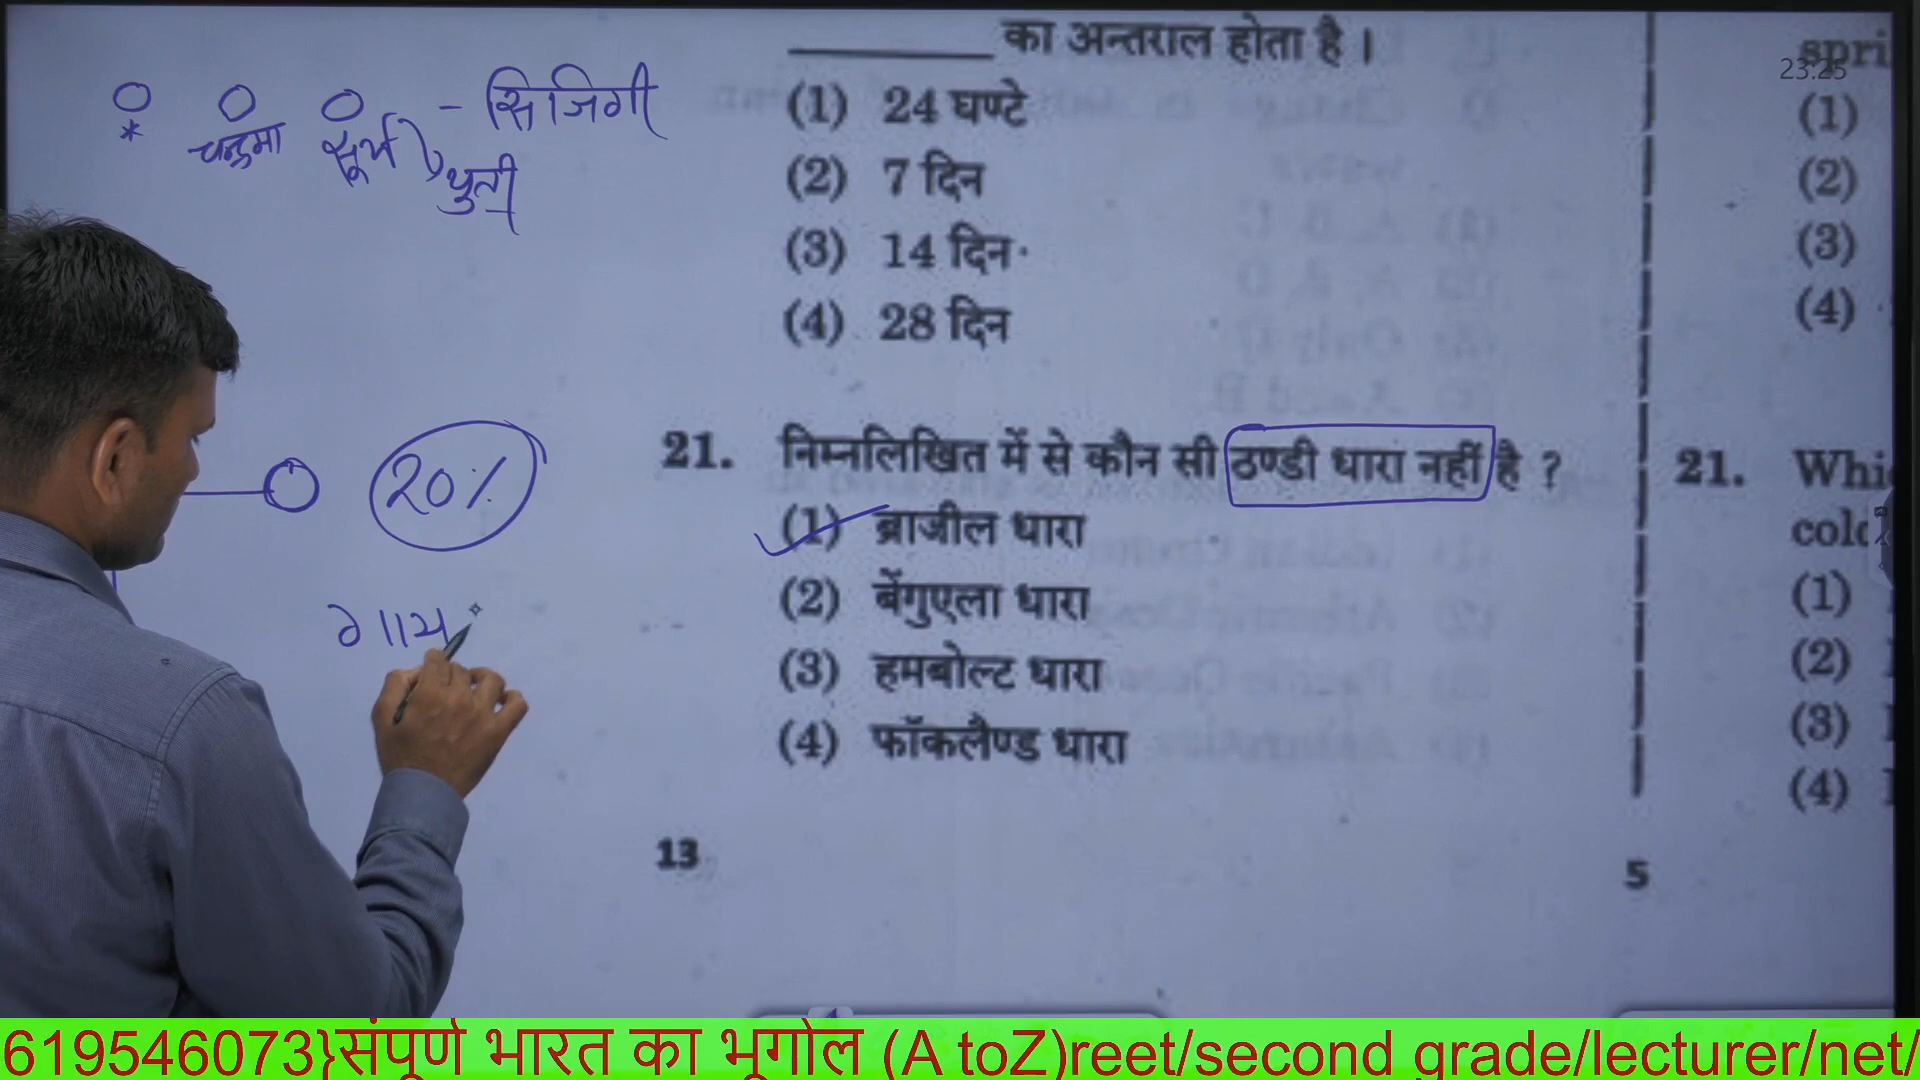 का अन्तराल होता है ।
(1) 24 घण्टे
(2) 7 दिन
(3) 14 दिन
(4) 28 दिन
21. निम्नलिखित में से कौन सी ठण्डी धारा नहीं है ?
(1) ब्राजील धारा
(2) बेंगुएला धारा
(3) हमबोल्ट धारा
(4) फॉकलैण्ड धारा
13
5
23:25
spri
(1)
(2)
(3)
(4)
21. Whi
cold
(1)
(2)
(3)
(4)
चन्द्रमा सूर्य - सिजिगी
युती
20%
619546073}संपूर्ण भारत का भूगोल (A toZ)reet/second grade/lecturer/net/